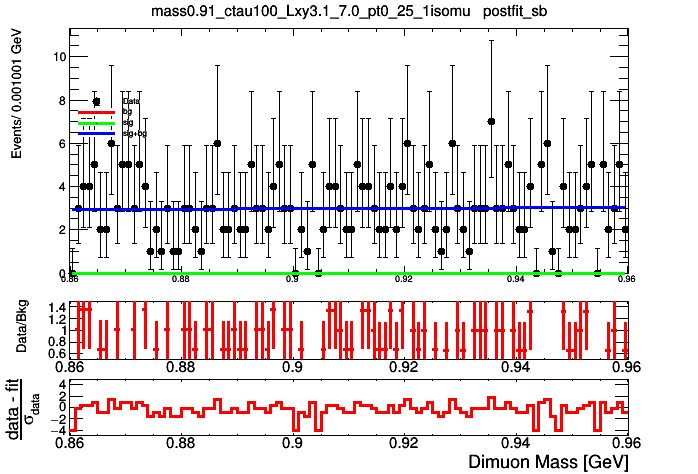 mass0.91_ctau100_Lxy3.1_7.0_pt0_25_1isomu postfit_sb
Events/ 0.001001 GeV
10
8
6
4
2
0
Data
bg
sig
sig+bg
0.86 0.88 0.9 0.92 0.94 0.96
Data/Bkg
1.4
1.2
1
0.8
0.6
0.86 0.88 0.9 0.92 0.94 0.96
data - fit
σdata
4
2
0
−2
−4
0.86 0.88 0.9 0.92 0.94 0.96
Dimuon Mass [GeV]